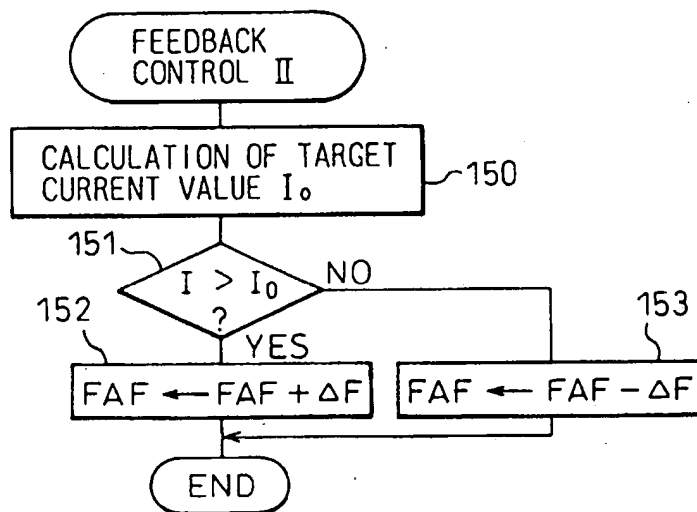 FEEDBACK
CONTROL II
CALCULATION OF TARGET
CURRENT VALUE I₀
150
151
I > I₀
?
NO
YES
152
FAF ← FAF + ΔF
153
FAF ← FAF − ΔF
END